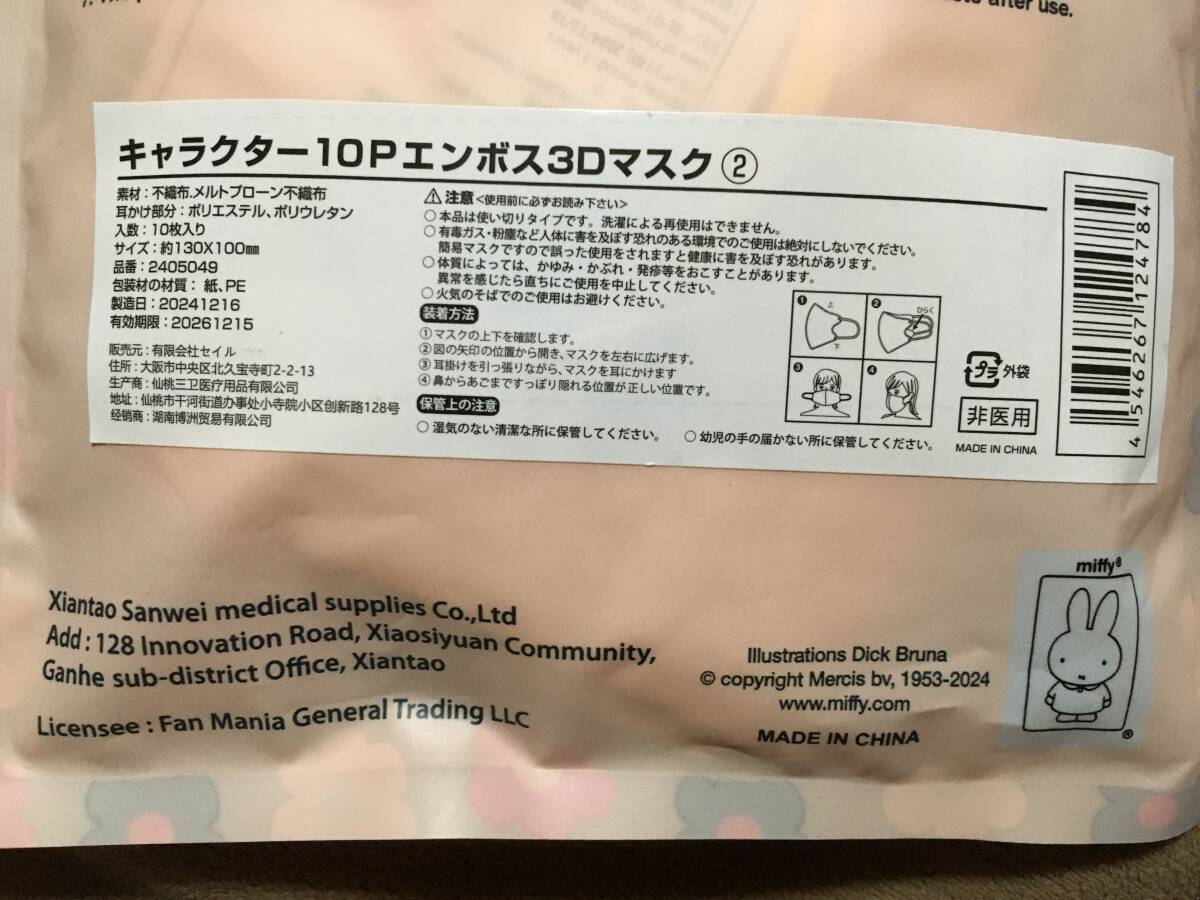 after use.
キャラクター10Pエンボス3Dマスク②
素材：不織布.メルトブローン不織布
耳かけ部分：ポリエステル、ポリウレタン
入数：10枚入り
サイズ：約130X100㎜
品番：2405049
包装材の材質：紙、PE
製造日：20241216
有効期限：20261215
販売元：有限会社セイル
住所：大阪市中央区北久宝寺町2-2-13
生产商：仙桃三卫医疗用品有限公司
地址：仙桃市干河街道办事处小寺院小区创新路128号
经销商：湖南博洲贸易有限公司
⚠注意<使用前に必ずお読み下さい>
○本品は使い切りタイプです。洗濯による再使用はできません。
○有毒ガス・粉塵など人体に害を及ぼす恐れのある環境でのご使用は絶対にしないでください。
簡易マスクですので誤った使用をされますと健康に害を及ぼす恐れがあります。
○体質によっては、かゆみ・かぶれ・発疹等をおこすことがあります。
異常を感じたら直ちにご使用を中止してください。
○火気のそばでのご使用はお避けください。
装着方法
①マスクの上下を確認します。
②図の矢印の位置から開き、マスクを左右に広げます。
③耳掛けを引っ張りながら、マスクを耳にかけます
④鼻からあごまですっぽり隠れる位置が正しい位置です。
保管上の注意
○湿気のない清潔な所に保管してください。 ○幼児の手の届かない所に保管してください。
① 上
下
② ひらく
③
④
プラ 外袋
非医用
MADE IN CHINA
4546267124784
Xiantao Sanwei medical supplies Co.,Ltd
Add : 128 Innovation Road, Xiaosiyuan Community,
Ganhe sub-district Office, Xiantao
Licensee : Fan Mania General Trading LLC
Illustrations Dick Bruna
© copyright Mercis bv, 1953-2024
www.miffy.com
MADE IN CHINA
miffy®
®